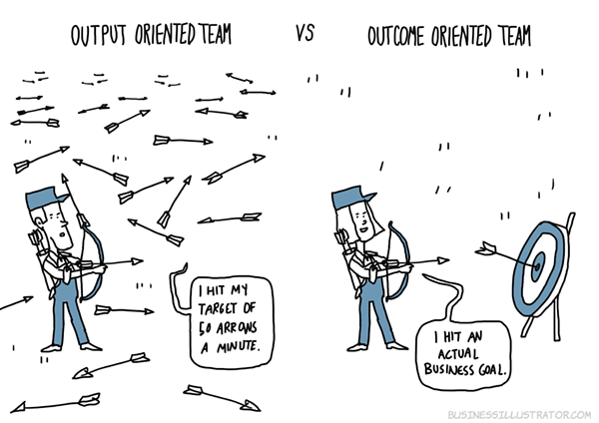 OUTPUT ORIENTED TEAM
VS
OUTCOME ORIENTED TEAM
I HIT MY
TARGET OF
50 ARROWS
A MINUTE.
I HIT AN
ACTUAL
BUSINESS GOAL.
BUSINESSILLUSTRATOR.COM